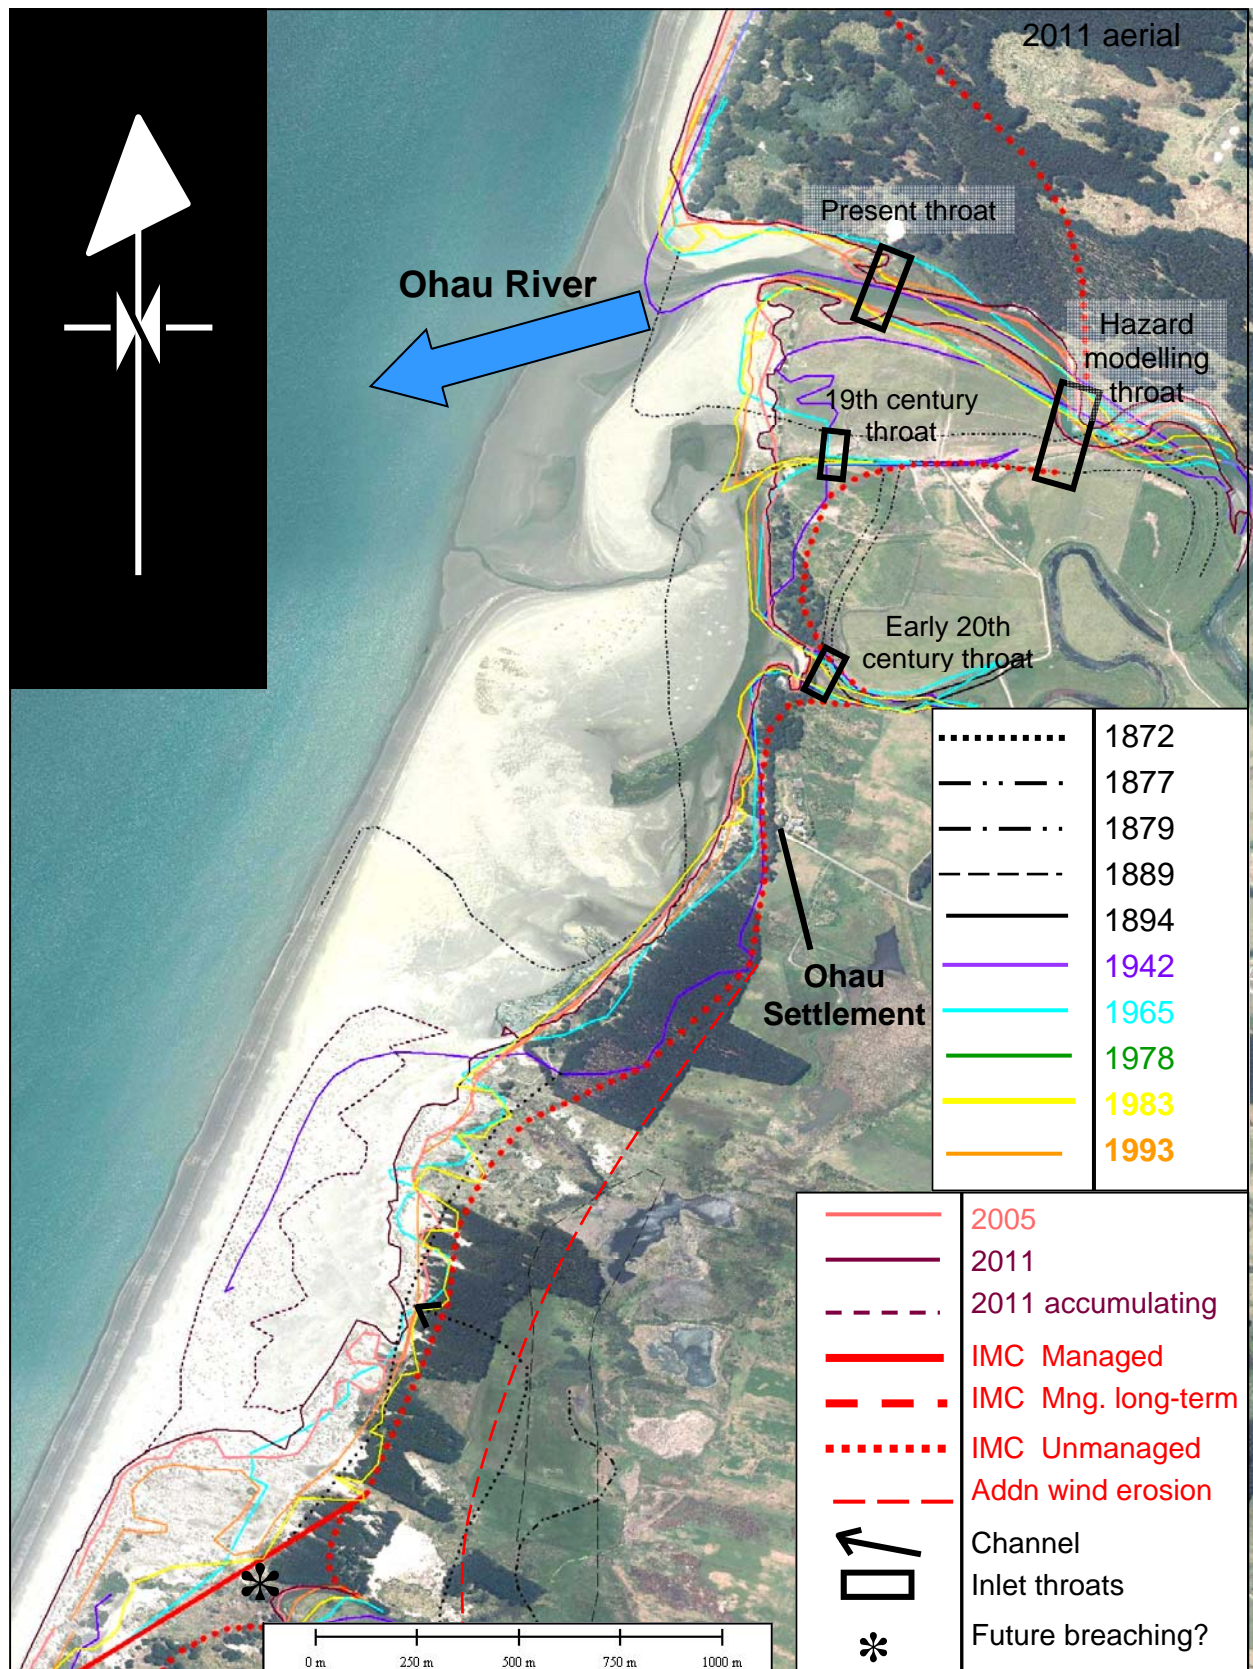 2011 aerial
Present throat
Ohau River
Hazard
modelling
throat
19th century
throat
Early 20th
century throat
Ohau
Settlement
1872
1877
1879
1889
1894
1942
1965
1978
1983
1993
2005
2011
2011 accumulating
IMC Managed
IMC Mng. long-term
IMC Unmanaged
Addn wind erosion
Channel
Inlet throats
Future breaching?
0 m 250 m 500 m 750 m 1000 m